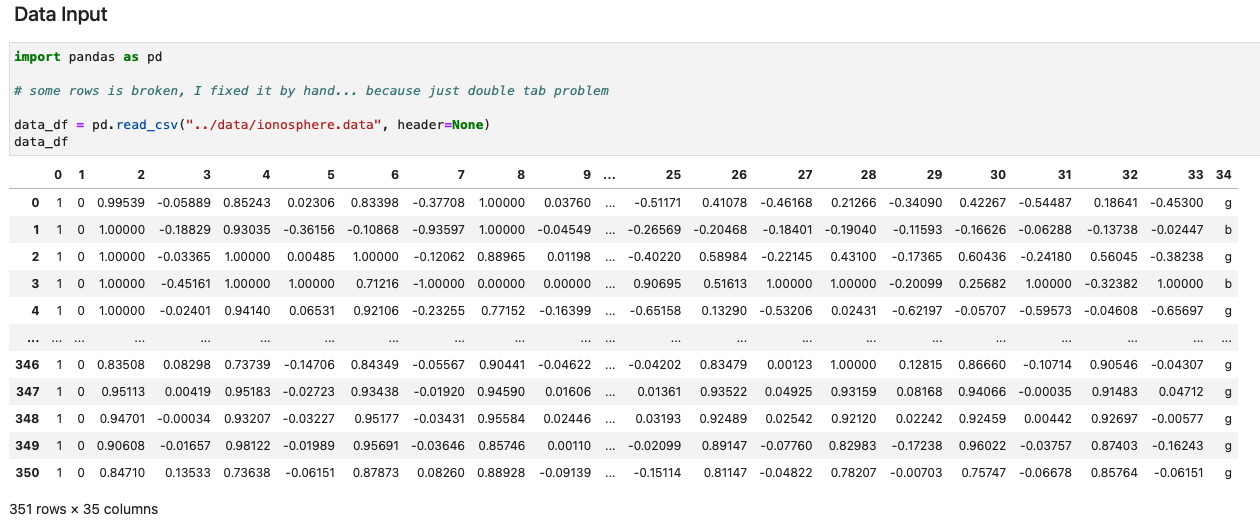 Data Input
import pandas as pd
# some rows is broken, I fixed it by hand... because just double tab problem
data_df = pd.read_csv("../data/ionosphere.data", header=None)
data_df
0 1 2 3 4 5 6 7 8 9 ... 25 26 27 28 29 30 31 32 33 34
0 1 0 0.99539 -0.05889 0.85243 0.02306 0.83398 -0.37708 1.00000 0.03760 ... -0.51171 0.41078 -0.46168 0.21266 -0.34090 0.42267 -0.54487 0.18641 -0.45300 g
1 1 0 1.00000 -0.18829 0.93035 -0.36156 -0.10868 -0.93597 1.00000 -0.04549 ... -0.26569 -0.20468 -0.18401 -0.19040 -0.11593 -0.16626 -0.06288 -0.13738 -0.02447 b
2 1 0 1.00000 -0.03365 1.00000 0.00485 1.00000 -0.12062 0.88965 0.01198 ... -0.40220 0.58984 -0.22145 0.43100 -0.17365 0.60436 -0.24180 0.56045 -0.38238 g
3 1 0 1.00000 -0.45161 1.00000 1.00000 0.71216 -1.00000 0.00000 0.00000 ... 0.90695 0.51613 1.00000 1.00000 -0.20099 0.25682 1.00000 -0.32382 1.00000 b
4 1 0 1.00000 -0.02401 0.94140 0.06531 0.92106 -0.23255 0.77152 -0.16399 ... -0.65158 0.13290 -0.53206 0.02431 -0.62197 -0.05707 -0.59573 -0.04608 -0.65697 g
... ... ... ... ... ... ... ... ... ... ... ... ... ... ... ... ... ... ... ... ... ...
346 1 0 0.83508 0.08298 0.73739 -0.14706 0.84349 -0.05567 0.90441 -0.04622 ... -0.04202 0.83479 0.00123 1.00000 0.12815 0.86660 -0.10714 0.90546 -0.04307 g
347 1 0 0.95113 0.00419 0.95183 -0.02723 0.93438 -0.01920 0.94590 0.01606 ... 0.01361 0.93522 0.04925 0.93159 0.08168 0.94066 -0.00035 0.91483 0.04712 g
348 1 0 0.94701 -0.00034 0.93207 -0.03227 0.95177 -0.03431 0.95584 0.02446 ... 0.03193 0.92489 0.02542 0.92120 0.02242 0.92459 0.00442 0.92697 -0.00577 g
349 1 0 0.90608 -0.01657 0.98122 -0.01989 0.95691 -0.03646 0.85746 0.00110 ... -0.02099 0.89147 -0.07760 0.82983 -0.17238 0.96022 -0.03757 0.87403 -0.16243 g
350 1 0 0.84710 0.13533 0.73638 -0.06151 0.87873 0.08260 0.88928 -0.09139 ... -0.15114 0.81147 -0.04822 0.78207 -0.00703 0.75747 -0.06678 0.85764 -0.06151 g
351 rows × 35 columns